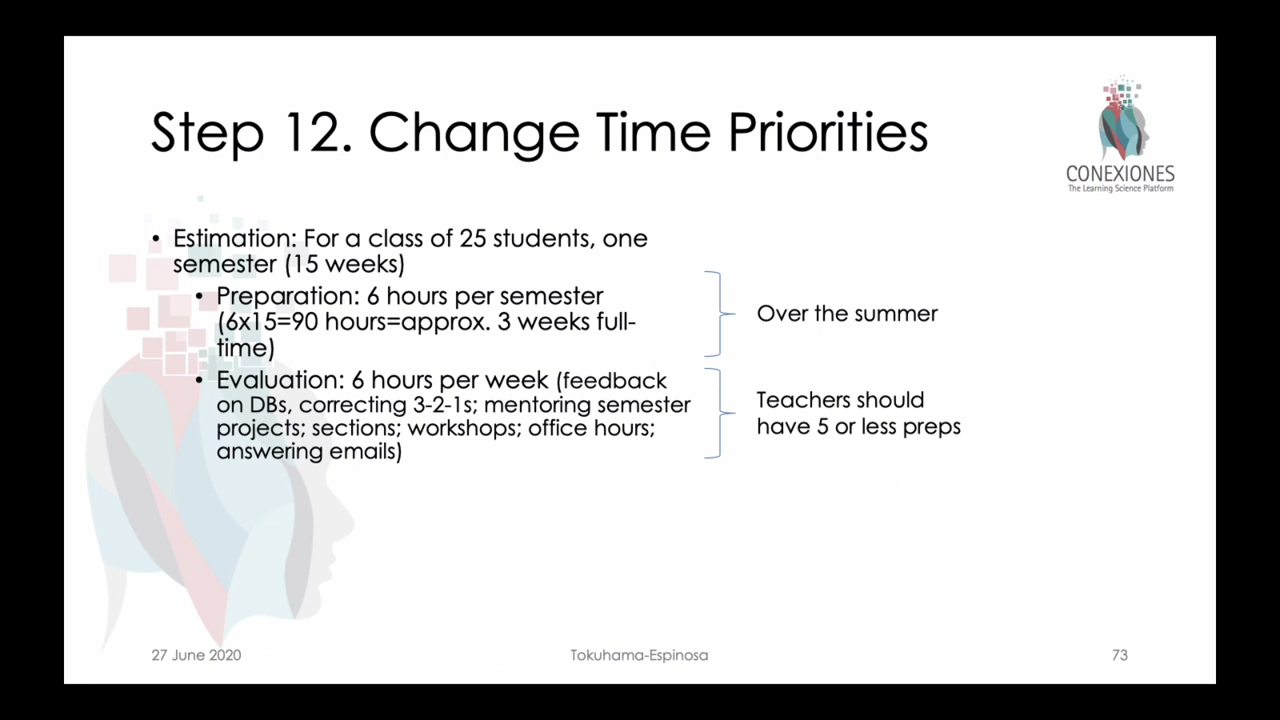 Step 12. Change Time Priorities
CONEXIONES
The Learning Science Platform
• Estimation: For a class of 25 students, one
semester (15 weeks)
• Preparation: 6 hours per semester
(6x15=90 hours=approx. 3 weeks full-
time)
Over the summer
• Evaluation: 6 hours per week (feedback
on DBs, correcting 3-2-1s; mentoring semester
projects; sections; workshops; office hours;
answering emails)
Teachers should
have 5 or less preps
27 June 2020
Tokuhama-Espinosa
73